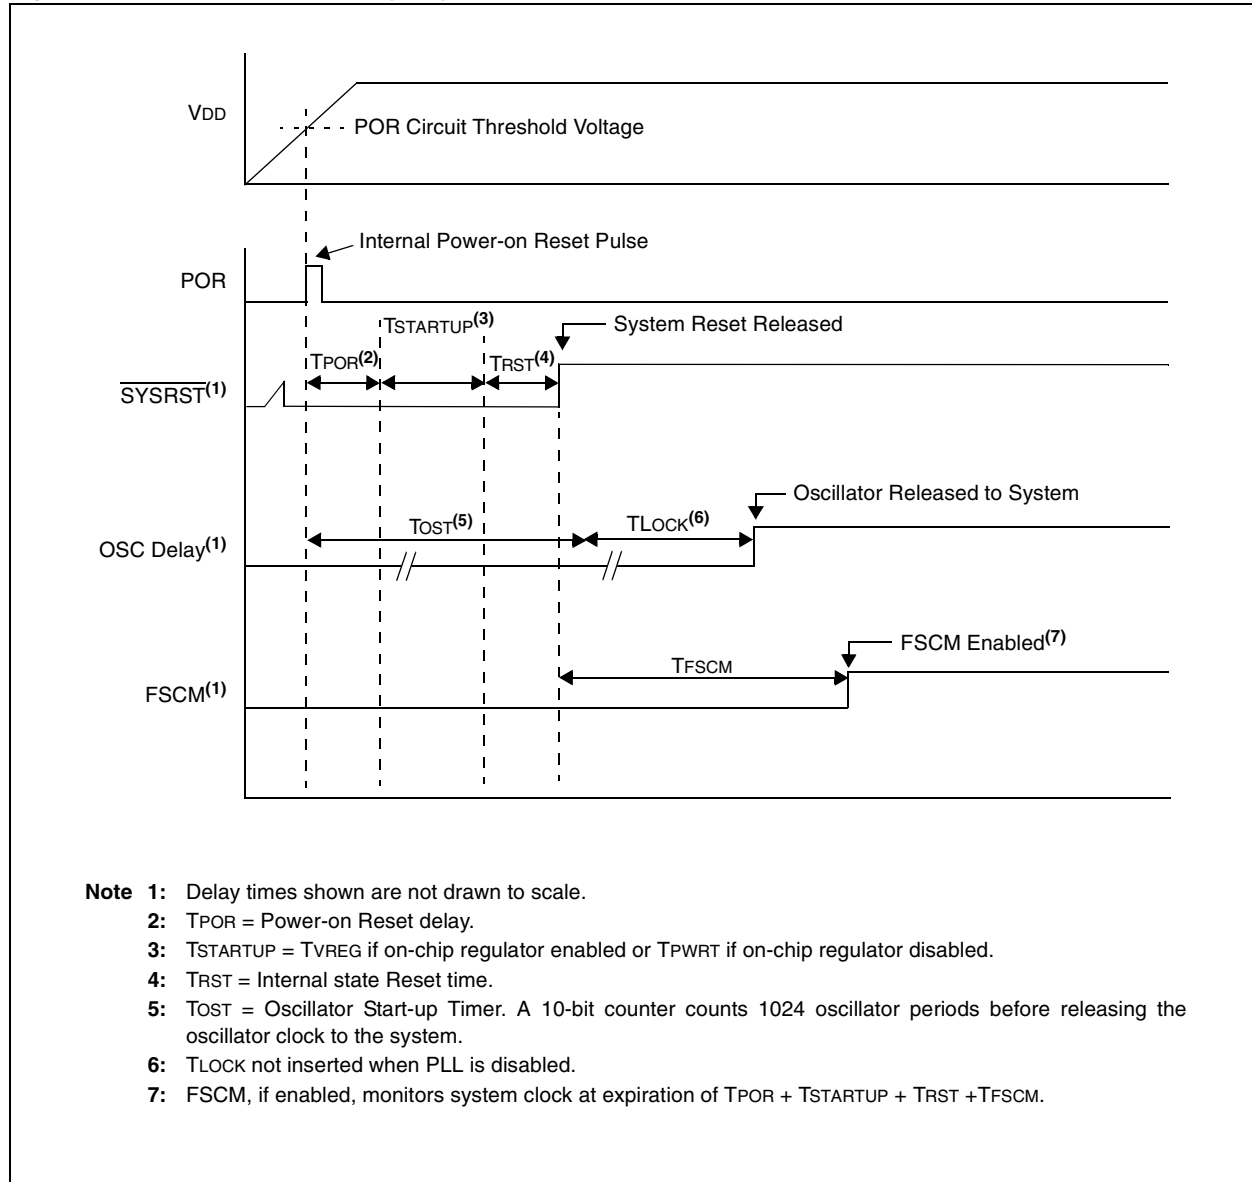 VDD
POR Circuit Threshold Voltage
Internal Power-on Reset Pulse
POR
TSTARTUP(3)
System Reset Released
TPOR(2)
TRST(4)
SYSRST(1)
Oscillator Released to System
TOST(5)
TLOCK(6)
OSC Delay(1)
FSCM Enabled(7)
TFSCM
FSCM(1)
Note 1: Delay times shown are not drawn to scale.
2: TPOR = Power-on Reset delay.
3: TSTARTUP = TVREG if on-chip regulator enabled or TPWRT if on-chip regulator disabled.
4: TRST = Internal state Reset time.
5: TOST = Oscillator Start-up Timer. A 10-bit counter counts 1024 oscillator periods before releasing the
oscillator clock to the system.
6: TLOCK not inserted when PLL is disabled.
7: FSCM, if enabled, monitors system clock at expiration of TPOR + TSTARTUP + TRST +TFSCM.